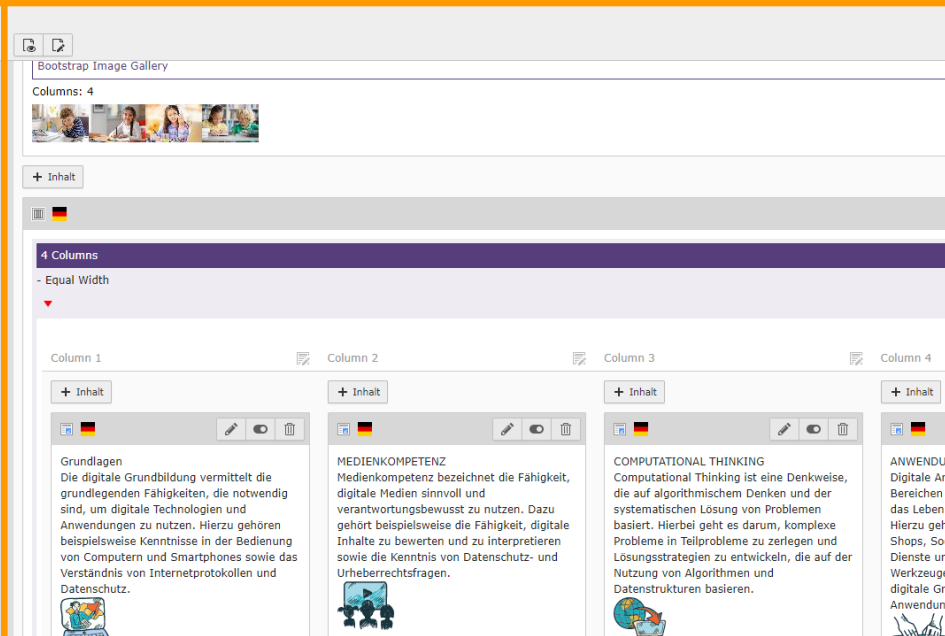 Bootstrap Image Gallery
Columns: 4
+ Inhalt
4 Columns
- Equal Width
Column 1
+ Inhalt
Grundlagen
Die digitale Grundbildung vermittelt die
grundlegenden Fähigkeiten, die notwendig
sind, um digitale Technologien und
Anwendungen zu nutzen. Hierzu gehören
beispielsweise Kenntnisse in der Bedienung
von Computern und Smartphones sowie das
Verständnis von Internetprotokollen und
Datenschutz.
Column 2
+ Inhalt
MEDIENKOMPETENZ
Medienkompetenz bezeichnet die Fähigkeit,
digitale Medien sinnvoll und
verantwortungsbewusst zu nutzen. Dazu
gehört beispielsweise die Fähigkeit, digitale
Inhalte zu bewerten und zu interpretieren
sowie die Kenntnis von Datenschutz- und
Urheberrechtsfragen.
Column 3
+ Inhalt
COMPUTATIONAL THINKING
Computational Thinking ist eine Denkweise,
die auf algorithmischem Denken und der
systematischen Lösung von Problemen
basiert. Hierbei geht es darum, komplexe
Probleme in Teilprobleme zu zerlegen und
Lösungsstrategien zu entwickeln, die auf der
Nutzung von Algorithmen und
Datenstrukturen basieren.
Column 4
+ Inhalt
ANWENDU
Digitale An
Bereichen
das Leben
Hierzu geh
Shops, So
Dienste un
Werkzeuge
digitale Gr
Anwendun